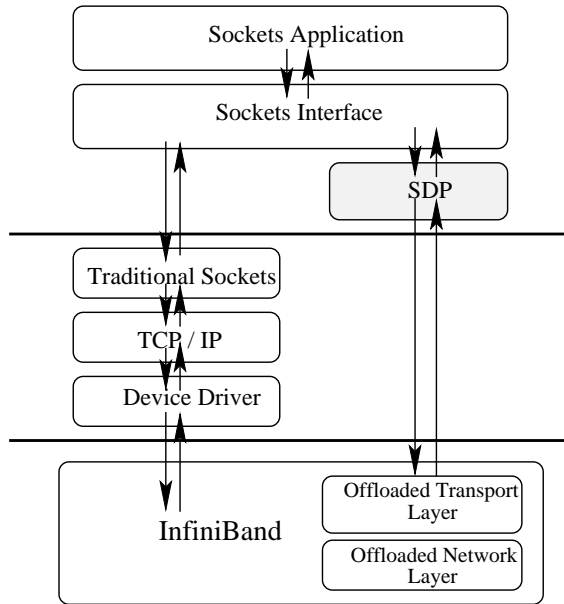 Sockets Application
Sockets Interface
SDP
Traditional Sockets
TCP / IP
Device Driver
InfiniBand
Offloaded Transport
Layer
Offloaded Network
Layer